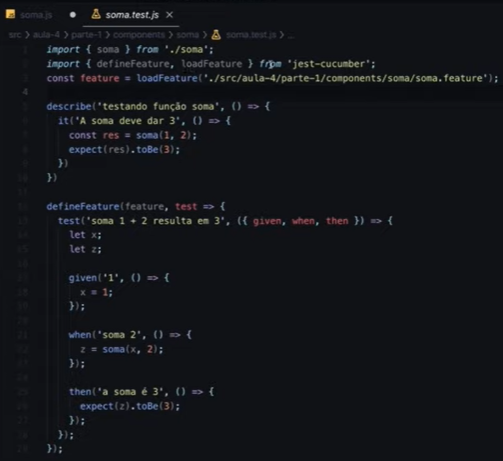 soma.js
soma.test.js
src > aula-4 > parte-1 > components > soma > soma.test.js > ...
import { soma } from './soma';
import { defineFeature, loadFeature } from 'jest-cucumber';
const feature = loadFeature('./src/aula-4/parte-1/components/soma/soma.feature');
4
describe('testando função soma', () => {
it('A soma deve dar 3', () => {
const res = soma(1, 2);
expect(res).toBe(3);
})
})
defineFeature(feature, test => {
test('soma 1 + 2 resulta em 3', ({ given, when, then }) => {
let x;
let z;
given('1', () => {
x = 1;
});
when('soma 2', () => {
z = soma(x, 2);
});
then('a soma é 3', () => {
expect(z).toBe(3);
});
});
});